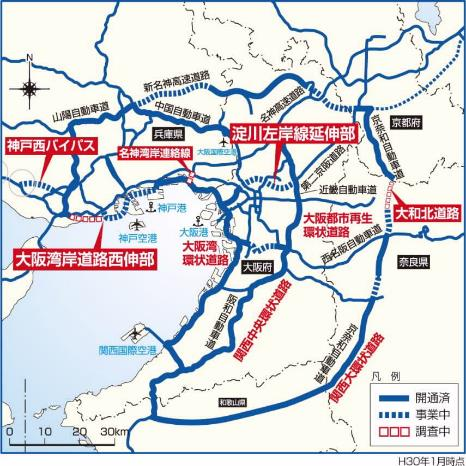 N
新名神高速道路
名神高速道路
山陽自動車道
中国自動車道
兵庫県
京都府
神戸西バイパス
名神湾岸連絡線
大阪国際空港
淀川左岸線延伸部
第二京阪道路
京奈和自動車道
近畿自動車道
大和北道路
神戸港
大阪港
神戸空港
大阪湾岸道路西伸部
大阪湾
環状道路
大阪都市再生
環状道路
西名阪自動車道
大阪府
奈良県
阪和自動車道
関西中央環状道路
関西国際空港
京奈和自動車道
関西大環状道路
和歌山県
凡例
開通済
事業中
調査中
0 10 20 30km
H30年1月時点